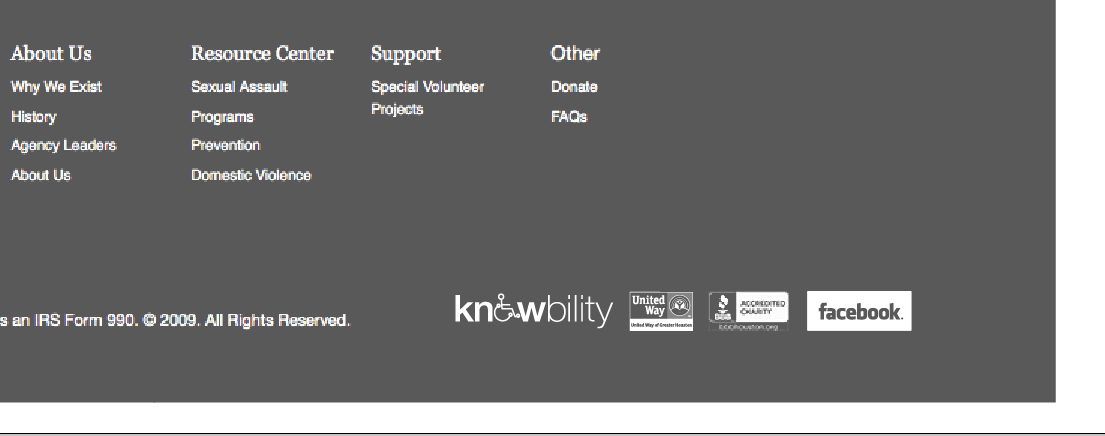 About Us
Why We Exist
History
Agency Leaders
About Us
Resource Center
Sexual Assault
Programs
Prevention
Domestic Violence
Support
Special Volunteer
Projects
Other
Donate
FAQs
s an IRS Form 990. © 2009. All Rights Reserved.
knowbility
United
Way
United Way of Greater Houston
BBB
ACCREDITED
CHARITY
bbbhouston.org
facebook.